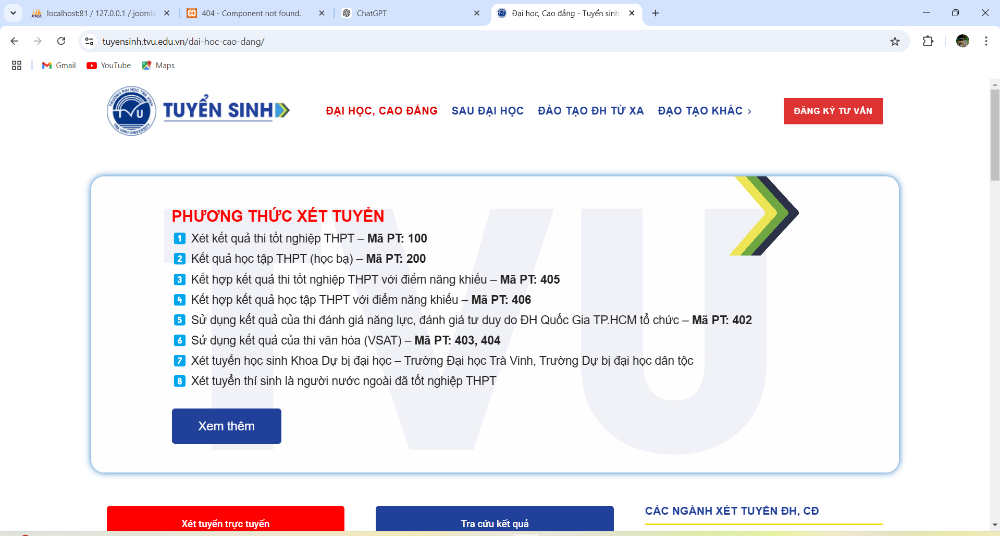 localhost:81 / 127.0.0.1 / joomla
404 - Component not found.
ChatGPT
Đại học, Cao đẳng - Tuyển sinh
tuyensinh.tvu.edu.vn/dai-hoc-cao-dang/
Gmail
YouTube
Maps
TRƯỜNG ĐẠI HỌC TRÀ VINH
TVU
TRA VINH UNIVERSITY
TUYỂN SINH
ĐẠI HỌC, CAO ĐẲNG
SAU ĐẠI HỌC
ĐÀO TẠO ĐH TỪ XA
ĐẠO TẠO KHÁC
ĐĂNG KÝ TƯ VẤN
TVU
PHƯƠNG THỨC XÉT TUYỂN
1 Xét kết quả thi tốt nghiệp THPT – Mã PT: 100
2 Kết quả học tập THPT (học bạ) – Mã PT: 200
3 Kết hợp kết quả thi tốt nghiệp THPT với điểm năng khiếu – Mã PT: 405
4 Kết hợp kết quả học tập THPT với điểm năng khiếu – Mã PT: 406
5 Sử dụng kết quả của thi đánh giá năng lực, đánh giá tư duy do ĐH Quốc Gia TP.HCM tổ chức – Mã PT: 402
6 Sử dụng kết quả của thi văn hóa (VSAT) – Mã PT: 403, 404
7 Xét tuyển học sinh Khoa Dự bị đại học – Trường Đại học Trà Vinh, Trường Dự bị đại học dân tộc
8 Xét tuyển thí sinh là người nước ngoài đã tốt nghiệp THPT
Xem thêm
Xét tuyển trực tuyến
Tra cứu kết quả
CÁC NGÀNH XÉT TUYỂN ĐH, CĐ